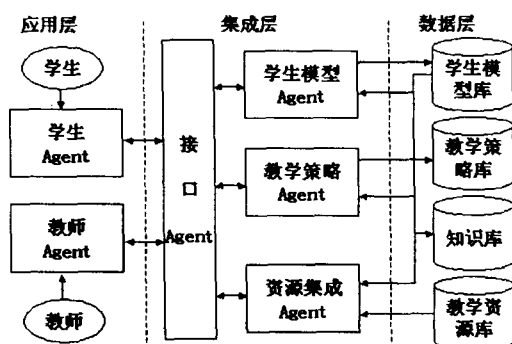 应用层
集成层
数据层
学生
学生
Agent
教师
Agent
教师
接
口
Agent
学生模型
Agent
教学策略
Agent
资源集成
Agent
学生模
型库
教学策
略库
知识库
教学资
源库